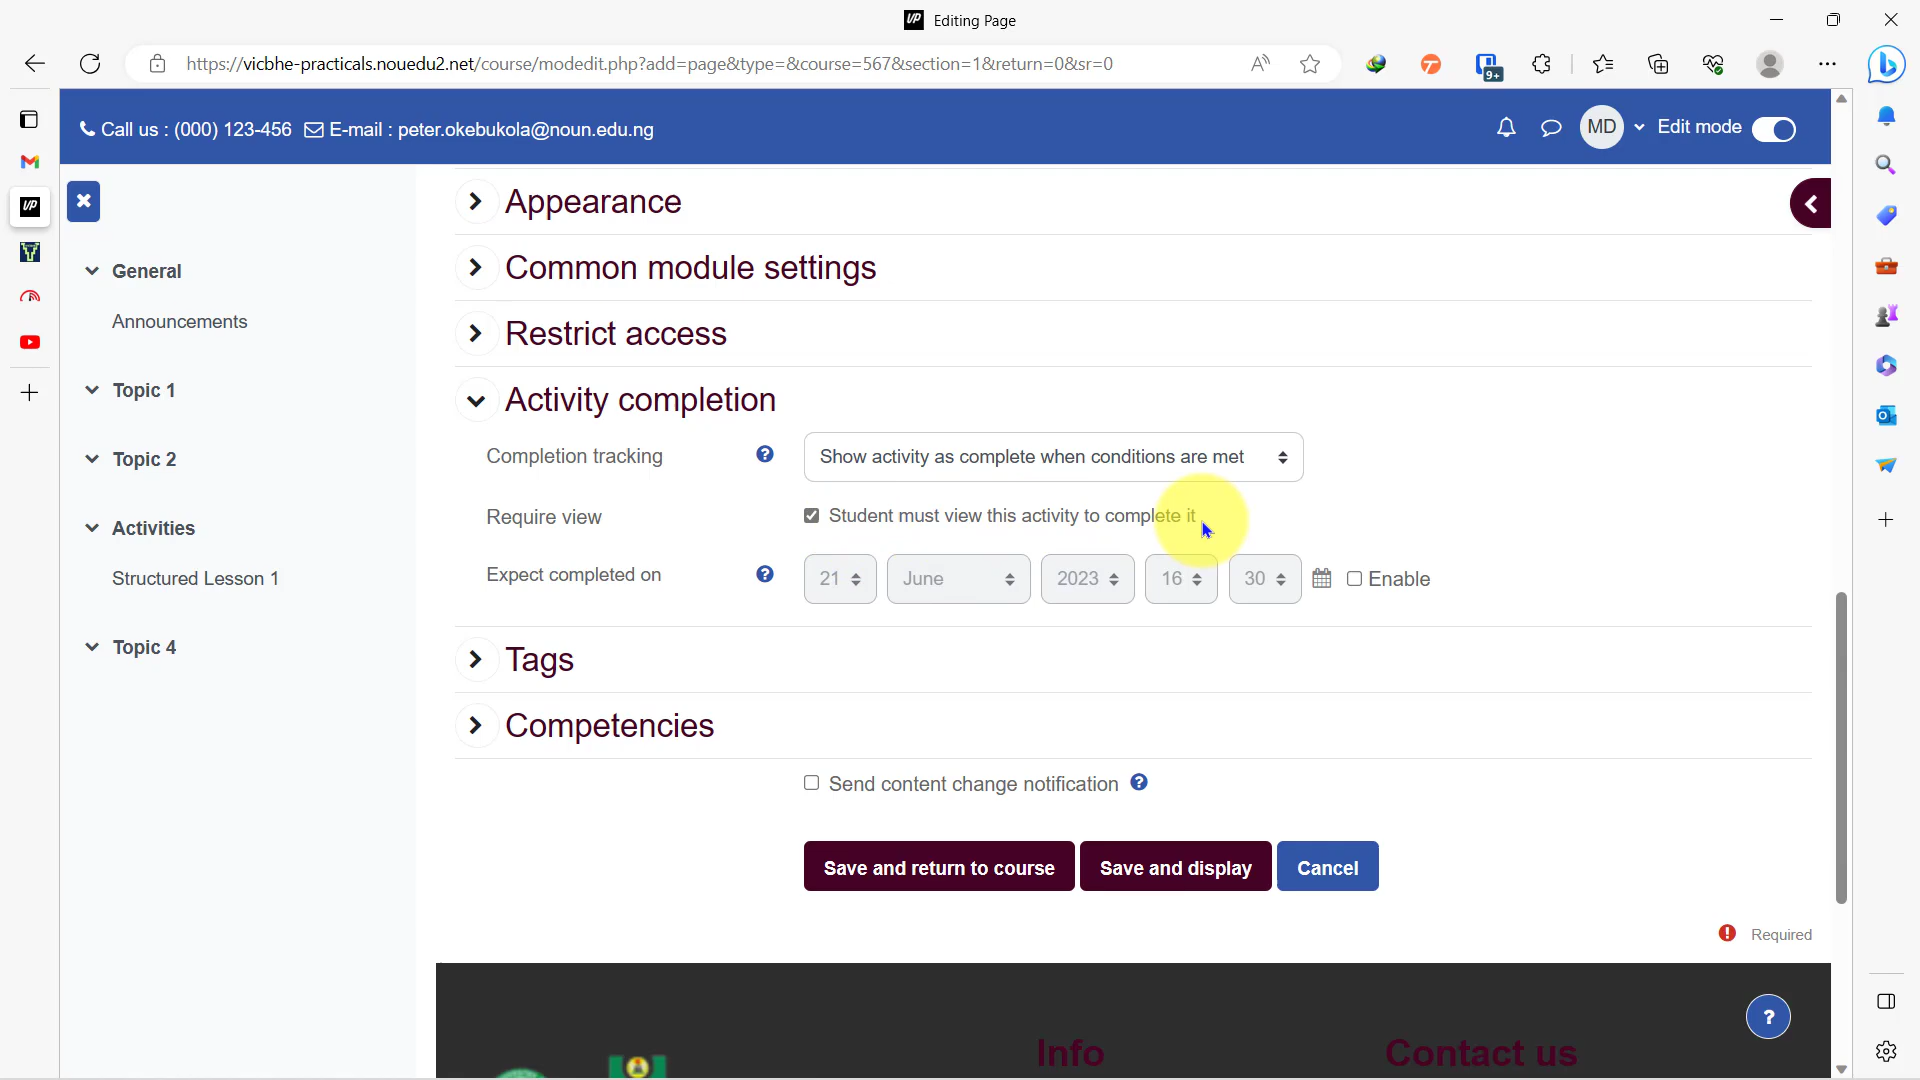 UP Editing Page
https://vicbhe-practicals.nouedu2.net/course/modedit.php?add=page&type=&course=567&section=1&return=0&sr=0
9+
Call us : (000) 123-456 E-mail : peter.okebukola@noun.edu.ng
MD Edit mode
General
Announcements
Topic 1
Topic 2
Activities
Structured Lesson 1
Topic 4
Appearance
Common module settings
Restrict access
Activity completion
Completion tracking ? Show activity as complete when conditions are met
Require view Student must view this activity to complete it
Expect completed on ? 21 June 2023 16 30 Enable
Tags
Competencies
Send content change notification ?
Save and return to course Save and display Cancel
! Required
?
Info Contact us